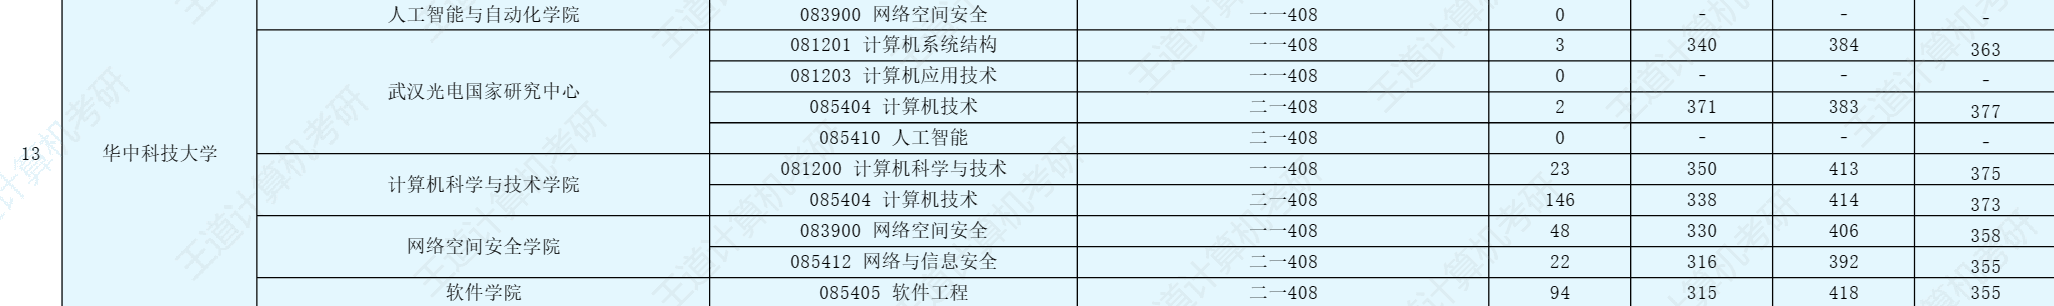 人工智能与自动化学院 083900 网络空间安全 一一408 0 - - -
武汉光电国家研究中心 081201 计算机系统结构 一一408 3 340 384 363
081203 计算机应用技术 一一408 0 - - -
085404 计算机技术 二一408 2 371 383 377
085410 人工智能 二一408 0 - - -
13 华中科技大学
计算机科学与技术学院 081200 计算机科学与技术 一一408 23 350 413 375
085404 计算机技术 二一408 146 338 414 373
网络空间安全学院 083900 网络空间安全 一一408 48 330 406 358
085412 网络与信息安全 二一408 22 316 392 355
软件学院 085405 软件工程 二一408 94 315 418 355
王道计算机考研